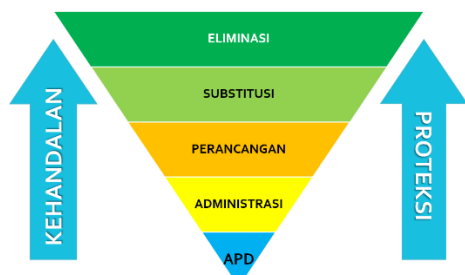 ELIMINASI
SUBSTITUSI
PERANCANGAN
ADMINISTRASI
APD
KEHANDALAN
PROTEKSI